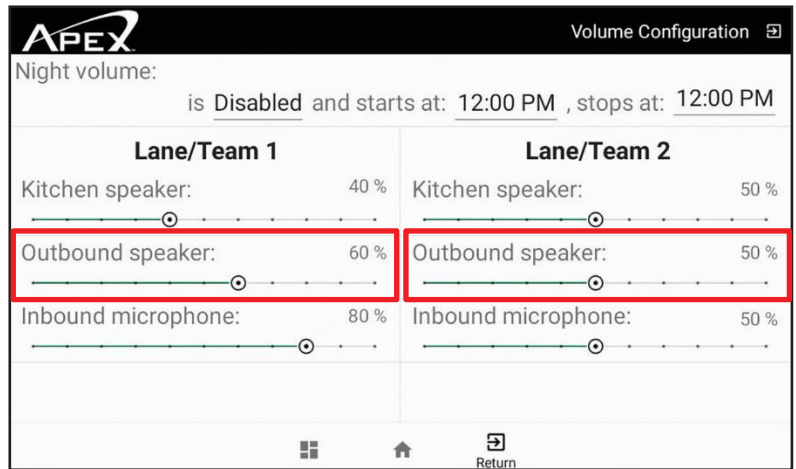 APEX Volume Configuration
Night volume:
is Disabled and starts at: 12:00 PM , stops at: 12:00 PM
Lane/Team 1
Kitchen speaker: 40 %
Outbound speaker: 60 %
Inbound microphone: 80 %
Lane/Team 2
Kitchen speaker: 50 %
Outbound speaker: 50 %
Inbound microphone: 50 %
Return